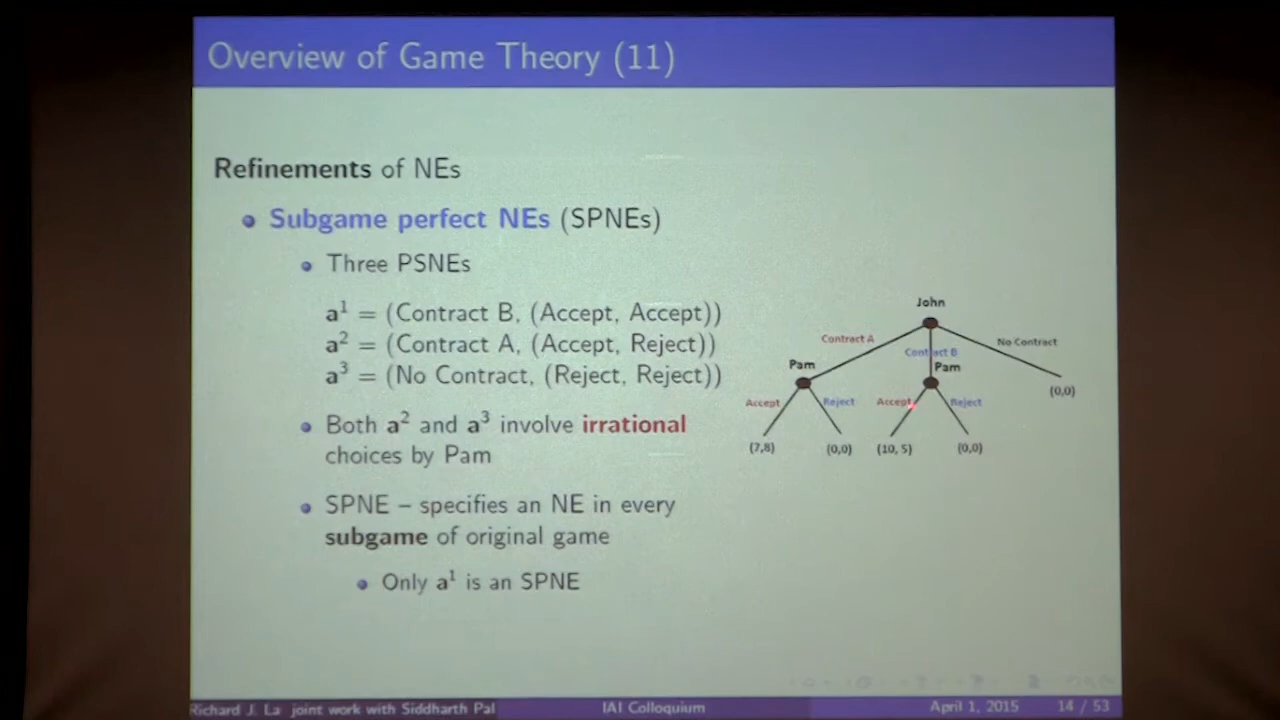 Overview of Game Theory (11)
Refinements of NEs
Subgame perfect NEs (SPNEs)
Three PSNEs
a¹ = (Contract B, (Accept, Accept))
a² = (Contract A, (Accept, Reject))
a³ = (No Contract, (Reject, Reject))
Both a² and a³ involve irrational
choices by Pam
SPNE – specifies an NE in every
subgame of original game
Only a¹ is an SPNE
John
Contract A
Contract B
No Contract
Pam
Pam
(0,0)
Accept
Reject
Accept
Reject
(7,8)
(0,0)
(10, 5)
(0,0)
Richard J. La joint work with Siddharth Pal
IAI Colloquium
April 1, 2015
14 / 53